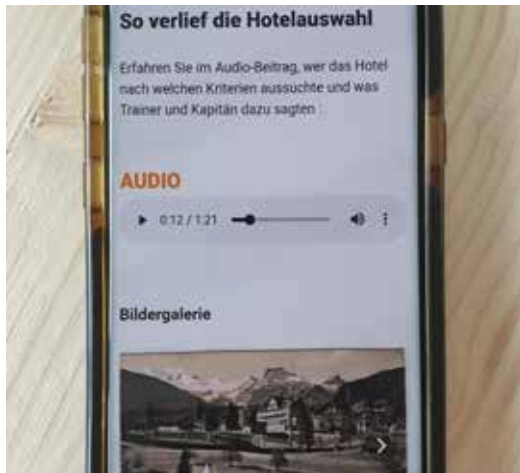 So verlief die Hotelauswahl
Erfahren Sie im Audio-Beitrag, wer das Hotel
nach welchen Kriterien aussuchte und was
Trainer und Kapitän dazu sagten
AUDIO
0:12 / 1:21
Bildergalerie